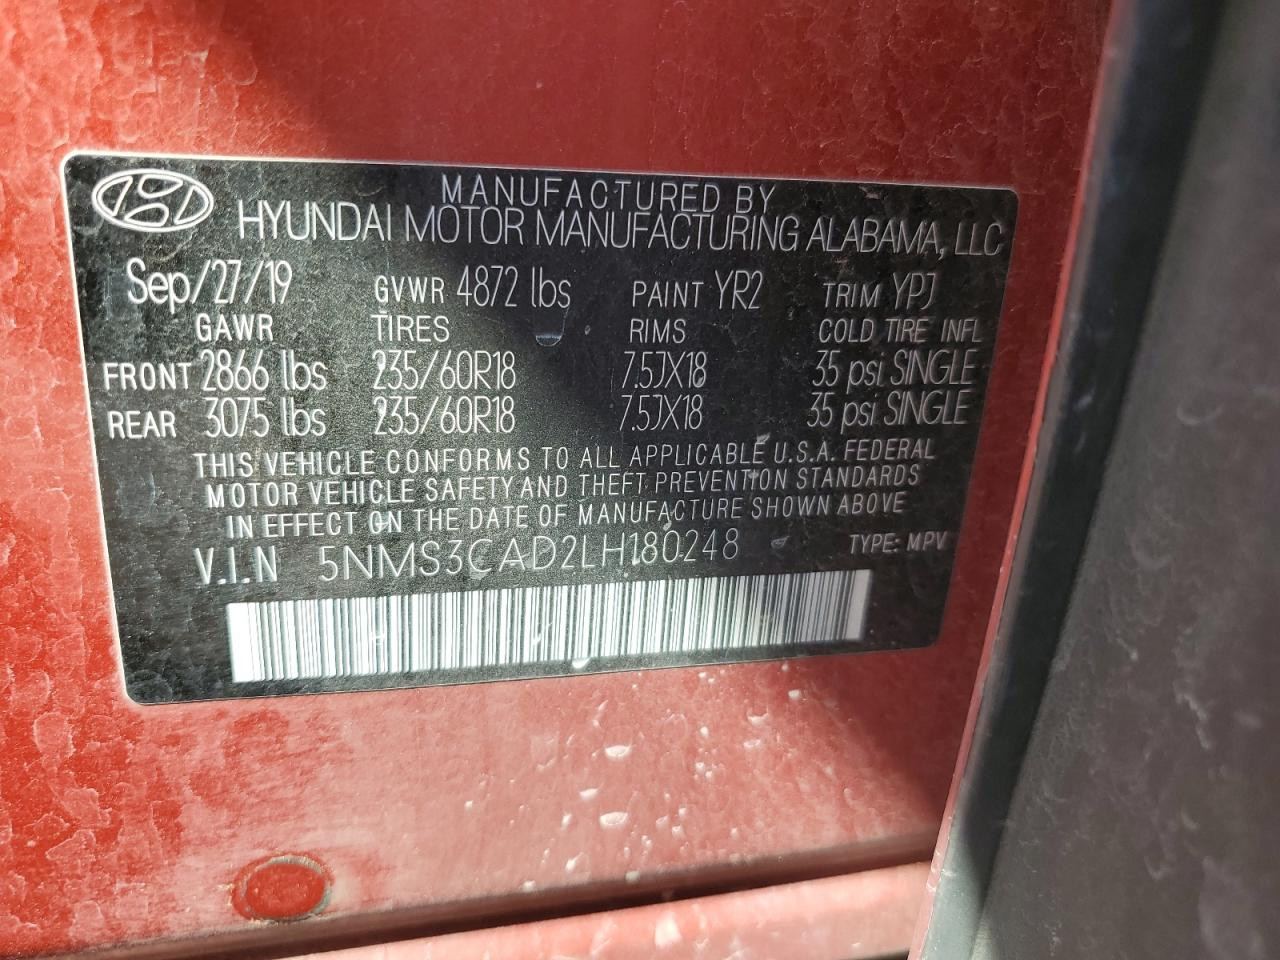 MANUFACTURED BY
HYUNDAI MOTOR MANUFACTURING ALABAMA, LLC
Sep/27/19 GVWR 4872 lbs PAINT YR2 TRIM YPJ
GAWR TIRES RIMS COLD TIRE INFL
FRONT 2866 lbs 235/60R18 7.5JX18 35 psi SINGLE
REAR 3075 lbs 235/60R18 7.5JX18 35 psi SINGLE
THIS VEHICLE CONFORMS TO ALL APPLICABLE U.S.A. FEDERAL
MOTOR VEHICLE SAFETY AND THEFT PREVENTION STANDARDS
IN EFFECT ON THE DATE OF MANUFACTURE SHOWN ABOVE
V.I.N 5NMS3CAD2LH180248 TYPE: MPV